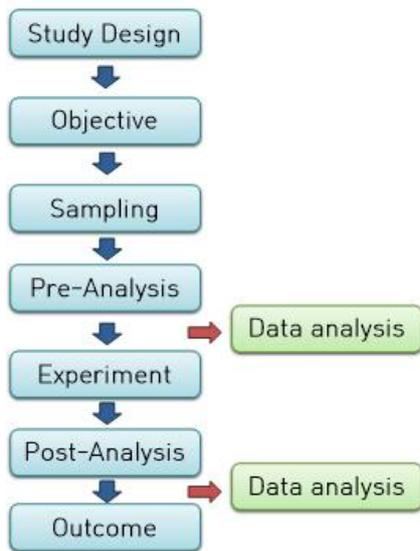 Study Design
Objective
Sampling
Pre-Analysis
Data analysis
Experiment
Post-Analysis
Data analysis
Outcome